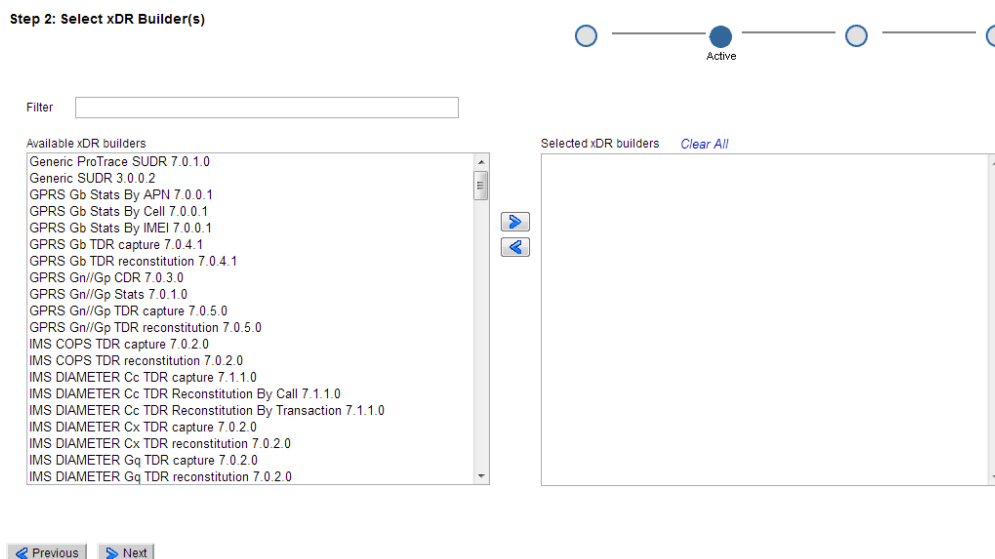 Step 2: Select xDR Builder(s)
Active
Filter
Available xDR builders
Generic ProTrace SUDR 7.0.1.0
Generic SUDR 3.0.0.2
GPRS Gb Stats By APN 7.0.0.1
GPRS Gb Stats By Cell 7.0.0.1
GPRS Gb Stats By IMEI 7.0.0.1
GPRS Gb TDR capture 7.0.4.1
GPRS Gb TDR reconstitution 7.0.4.1
GPRS Gn//Gp CDR 7.0.3.0
GPRS Gn//Gp Stats 7.0.1.0
GPRS Gn//Gp TDR capture 7.0.5.0
GPRS Gn//Gp TDR reconstitution 7.0.5.0
IMS COPS TDR capture 7.0.2.0
IMS COPS TDR reconstitution 7.0.2.0
IMS DIAMETER Cc TDR capture 7.1.1.0
IMS DIAMETER Cc TDR Reconstitution By Call 7.1.1.0
IMS DIAMETER Cc TDR Reconstitution By Transaction 7.1.1.0
IMS DIAMETER Cx TDR capture 7.0.2.0
IMS DIAMETER Cx TDR reconstitution 7.0.2.0
IMS DIAMETER Gq TDR capture 7.0.2.0
IMS DIAMETER Gq TDR reconstitution 7.0.2.0
Selected xDR builders Clear All
Previous Next